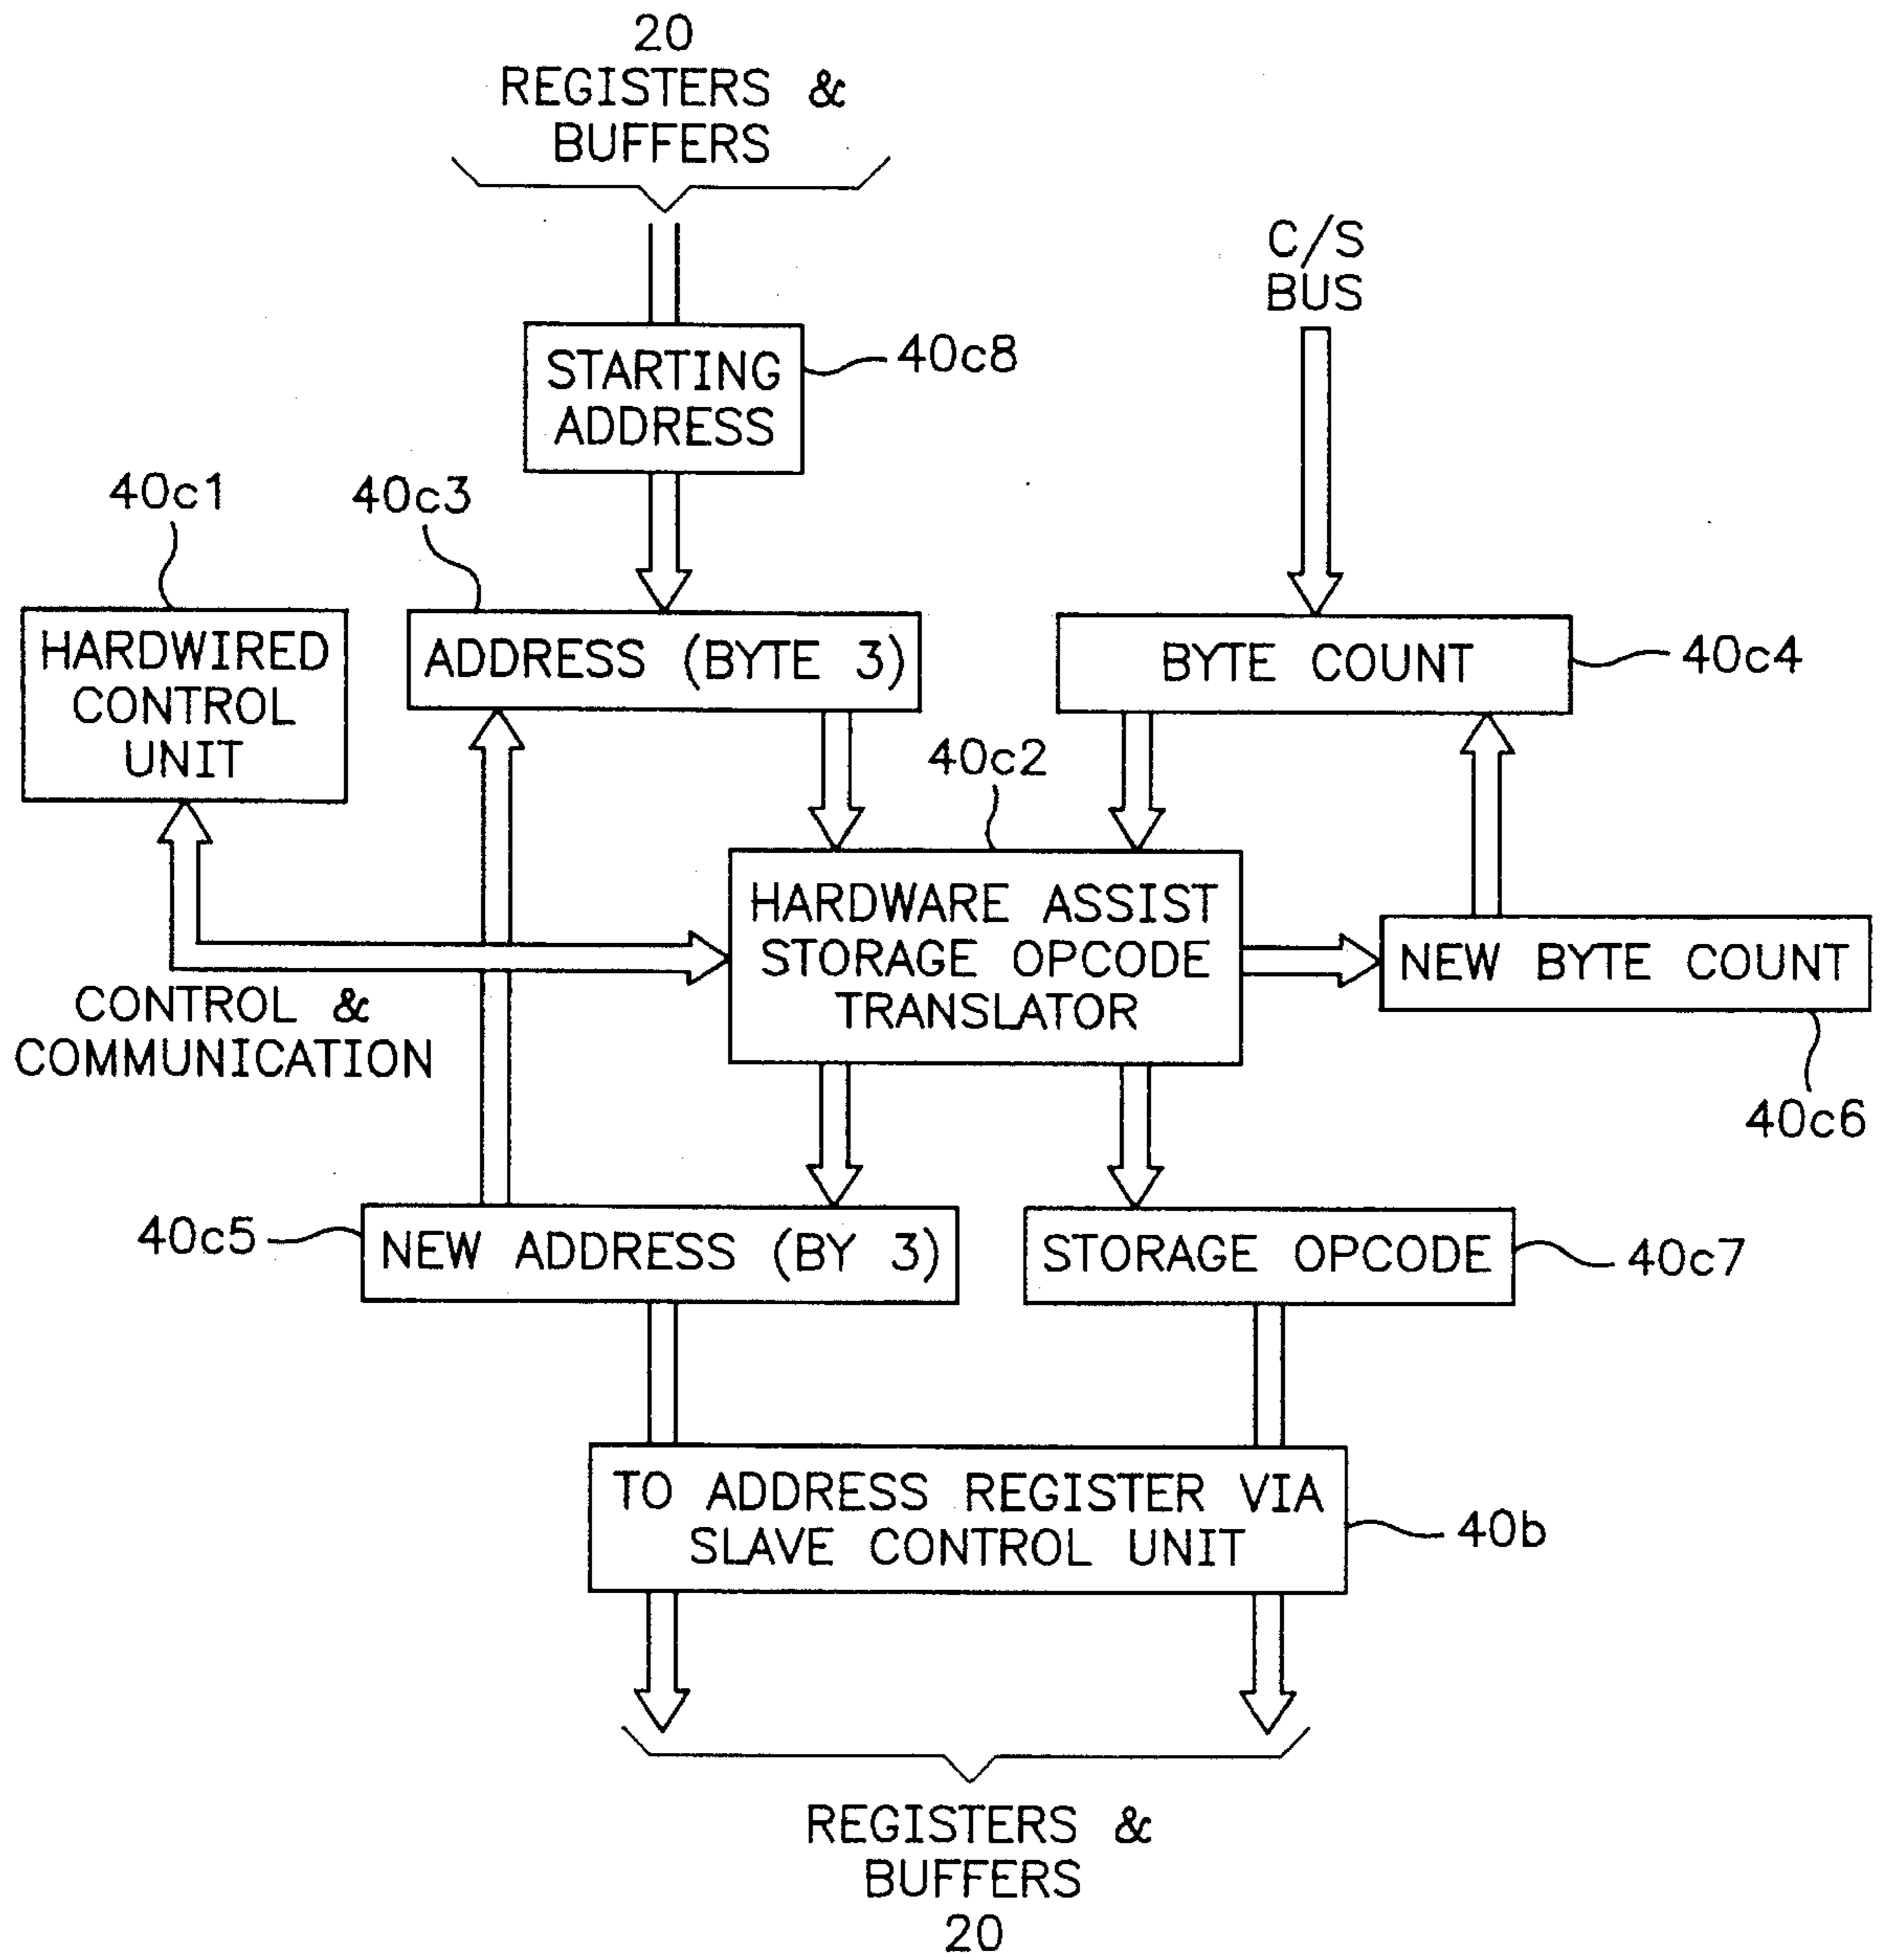 20
REGISTERS &
BUFFERS
C/S
BUS
STARTING
ADDRESS
40c8
40c1
40c3
HARDWIRED
CONTROL
UNIT
ADDRESS (BYTE 3)
BYTE COUNT
40c4
40c2
HARDWARE ASSIST
STORAGE OPCODE
TRANSLATOR
NEW BYTE COUNT
CONTROL &
COMMUNICATION
40c6
40c5
NEW ADDRESS (BY 3)
STORAGE OPCODE
40c7
TO ADDRESS REGISTER VIA
SLAVE CONTROL UNIT
40b
REGISTERS &
BUFFERS
20